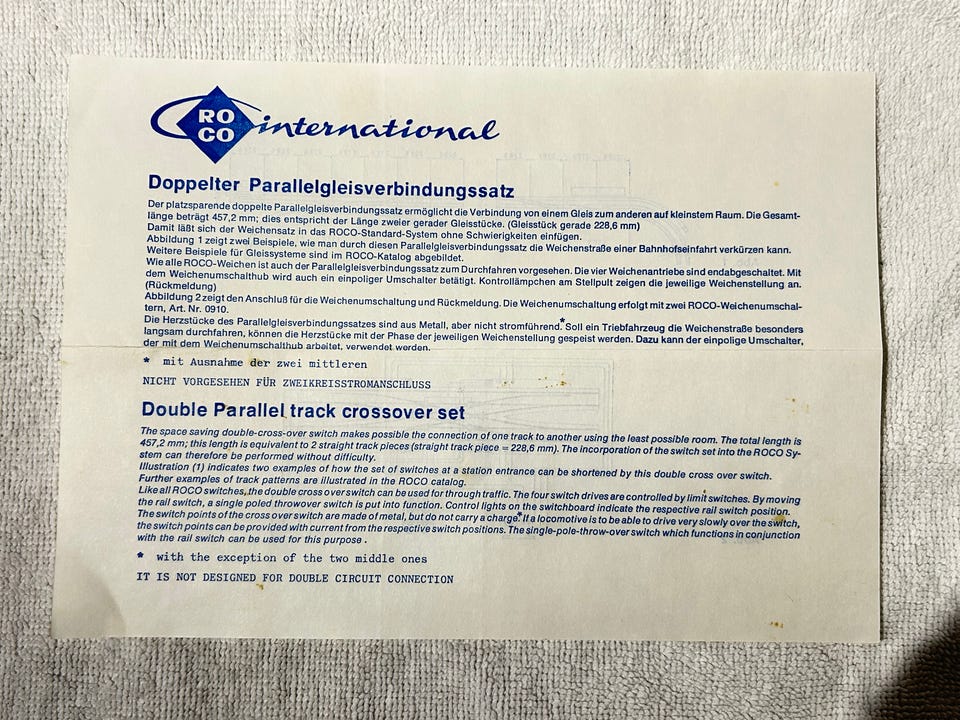 RO
CO
international
Doppelter Parallelgleisverbindungssatz
Der platzsparende doppelte Parallelgleisverbindungssatz ermöglicht die Verbindung von einem Gleis zum anderen auf kleinstem Raum. Die Gesamt-
länge beträgt 457,2 mm; dies entspricht der Länge zweier gerader Gleisstücke. (Gleisstück gerade 228,6 mm)
Damit läßt sich der Weichensatz in das ROCO-Standard-System ohne Schwierigkeiten einfügen.
Abbildung 1 zeigt zwei Beispiele, wie man durch diesen Parallelgleisverbindungssatz die Weichenstraße einer Bahnhofseinfahrt verkürzen kann.
Weitere Beispiele für Gleissysteme sind im ROCO-Katalog abgebildet.
Wie alle ROCO-Weichen ist auch der Parallelgleisverbindungssatz zum Durchfahren vorgesehen. Die vier Weichenantriebe sind endabgeschaltet. Mit
dem Weichenumschalthub wird auch ein einpoliger Umschalter betätigt. Kontrollämpchen am Stellpult zeigen die jeweilige Weichenstellung an.
(Rückmeldung)
Abbildung 2 zeigt den Anschluß für die Weichenumschaltung und Rückmeldung. Die Weichenumschaltung erfolgt mit zwei ROCO-Weichenumschal-
tern, Art. Nr. 0910.
Die Herzstücke des Parallelgleisverbindungssatzes sind aus Metall, aber nicht stromführend.* Soll ein Triebfahrzeug die Weichenstraße besonders
langsam durchfahren, können die Herzstücke mit der Phase der jeweiligen Weichenstellung gespeist werden. Dazu kann der einpolige Umschalter,
der mit dem Weichenumschalthub arbeitet, verwendet werden.
* mit Ausnahme der zwei mittleren
NICHT VORGESEHEN FÜR ZWEIKREISSTROMANSCHLUSS
Double Parallel track crossover set
The space saving double-cross-over switch makes possible the connection of one track to another using the least possible room. The total length is
457,2 mm; this length is equivalent to 2 straight track pieces (straight track piece = 228,6 mm). The incorporation of the switch set into the ROCO Sy-
stem can therefore be performed without difficulty.
Illustration (1) indicates two examples of how the set of switches at a station entrance can be shortened by this double cross over switch.
Further examples of track patterns are illustrated in the ROCO catalog.
Like all ROCO switches, the double cross over switch can be used for through traffic. The four switch drives are controlled by limit switches. By moving
the rail switch, a single poled throwover switch is put into function. Control lights on the switchboard indicate the respective rail switch position.
The switch points of the cross over switch are made of metal, but do not carry a charge.* If a locomotive is to be able to drive very slowly over the switch,
the switch points can be provided with current from the respective switch positions. The single-pole-throw-over switch which functions in conjunction
with the rail switch can be used for this purpose .
* with the exception of the two middle ones
IT IS NOT DESIGNED FOR DOUBLE CIRCUIT CONNECTION